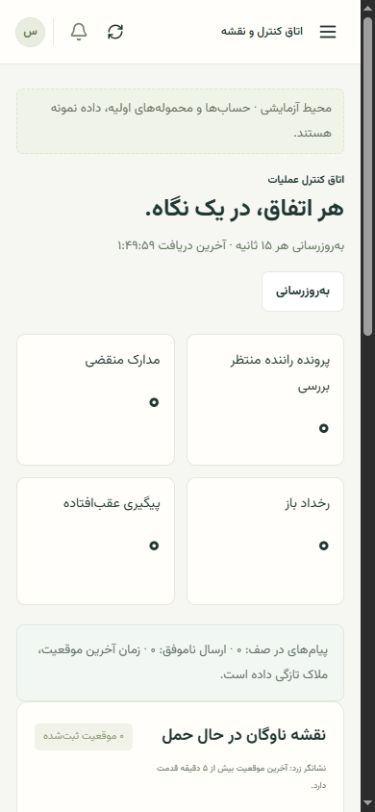 اتاق کنترل و نقشه
س
محیط آزمایشی · حساب‌ها و محموله‌های اولیه، داده نمونه
هستند.
اتاق کنترل عملیات
هر اتفاق، در یک نگاه.
به‌روزرسانی هر ۱۵ ثانیه · آخرین دریافت ۱:۴۹:۵۹
به‌روزرسانی
پرونده راننده منتظر
بررسی
۰
مدارک منقضی
۰
رخداد باز
۰
پیگیری عقب‌افتاده
۰
پیام‌های در صف: ۰ · ارسال ناموفق: ۰ · زمان آخرین موقعیت،
ملاک تازگی داده است.
نقشه ناوگان در حال حمل
۰ موقعیت ثبت‌شده
نشانگر زرد: آخرین موقعیت بیش از ۵ دقیقه قدمت
دارد.